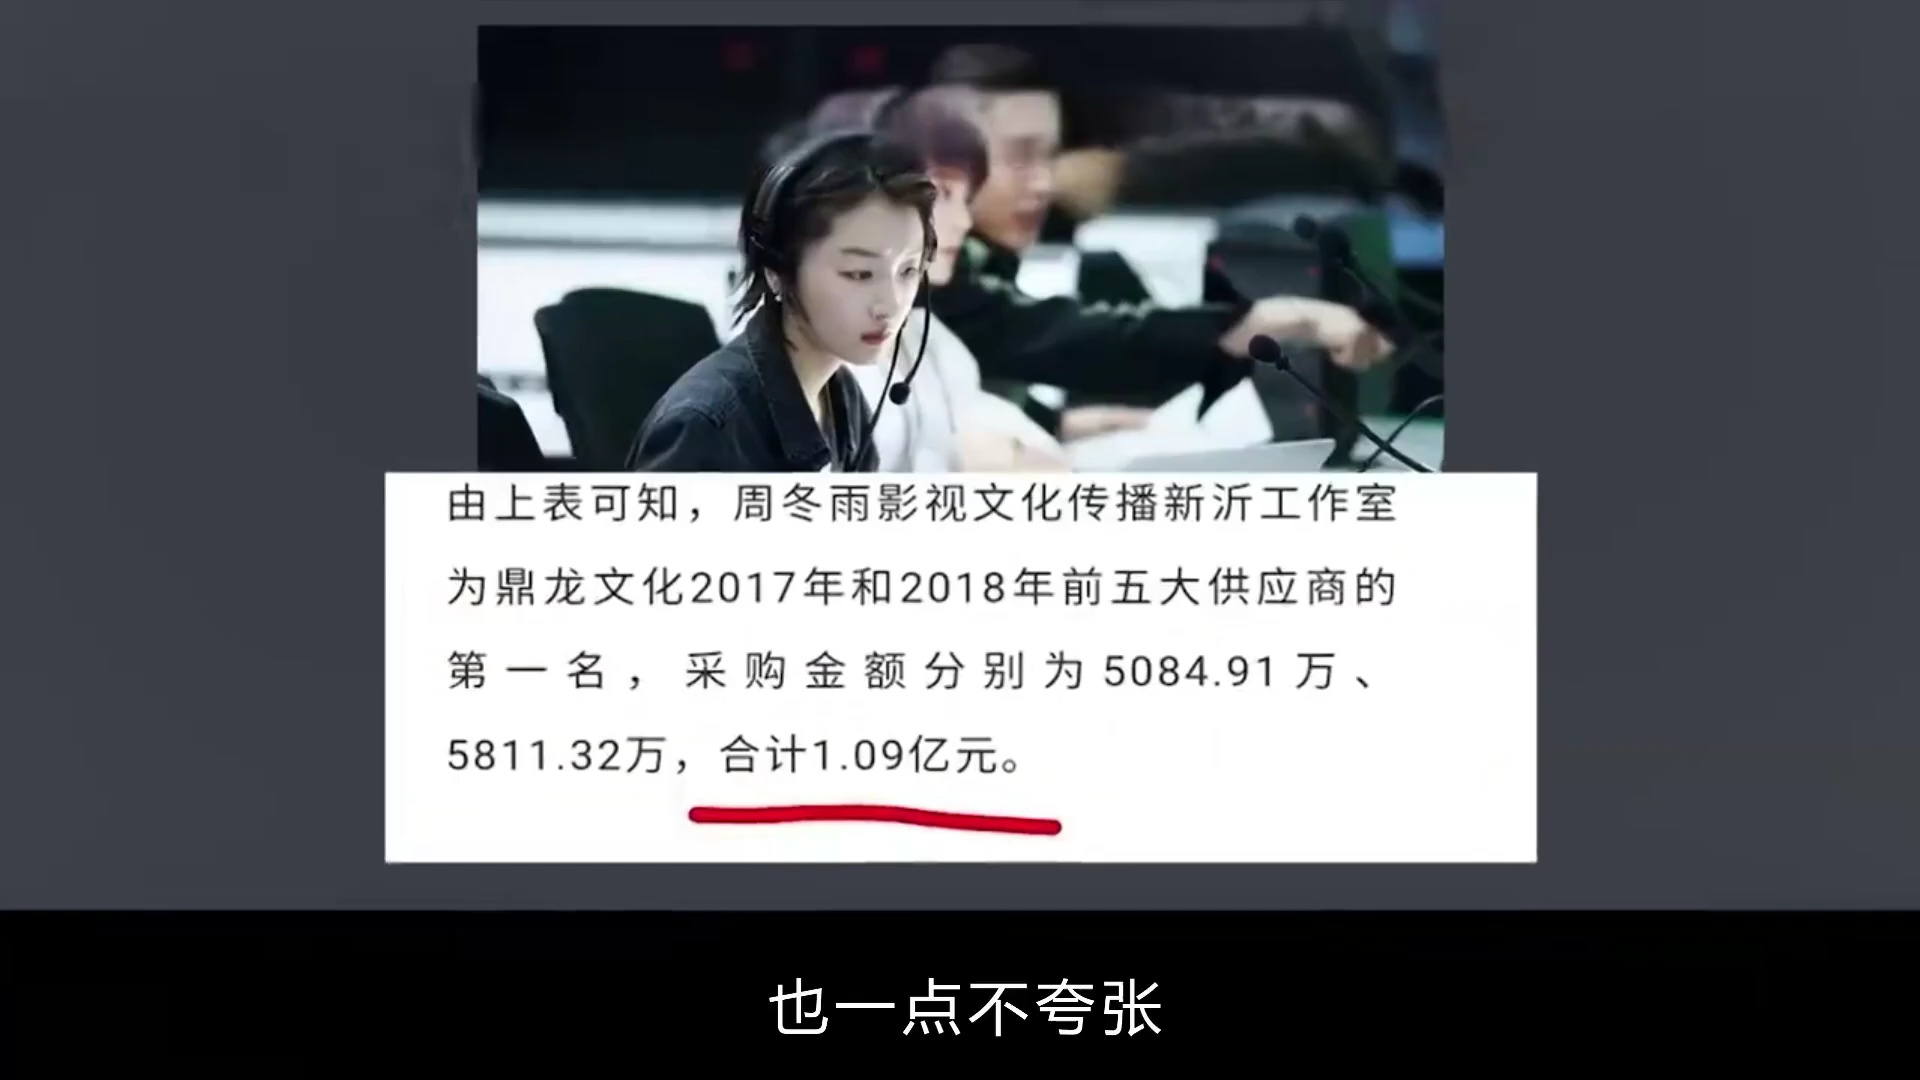 由上表可知，周冬雨影视文化传播新沂工作室
为鼎龙文化2017年和2018年前五大供应商的
第一名，采购金额分别为5084.91万、
5811.32万，合计1.09亿元。
也一点不夸张